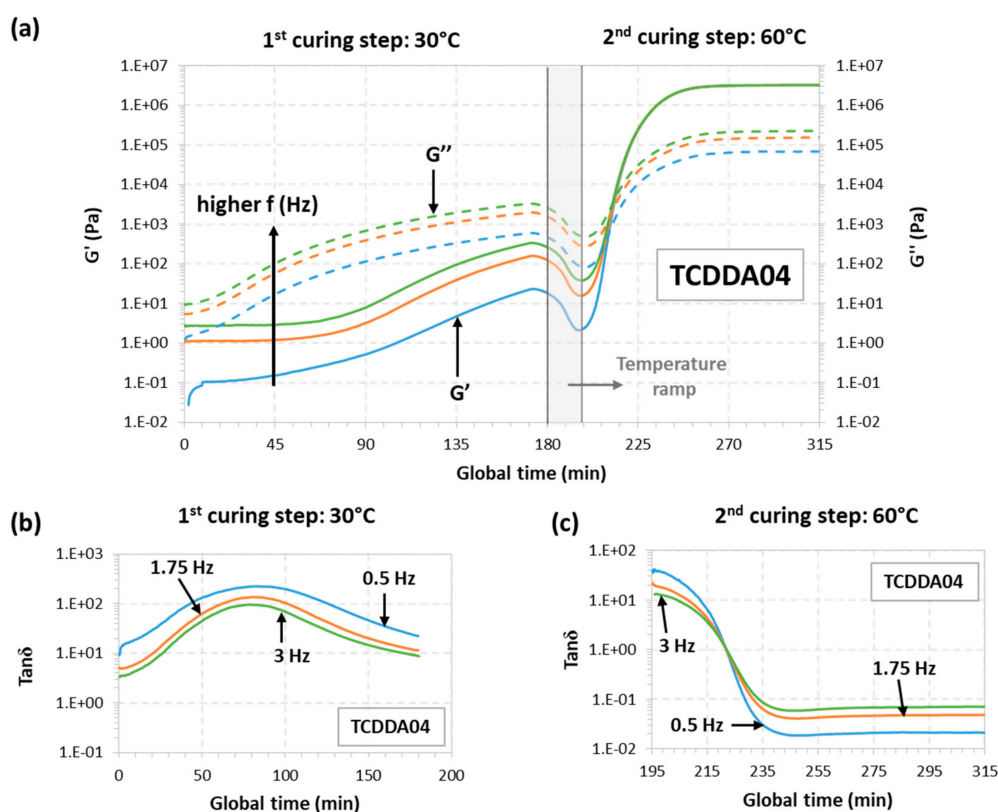 (a)
1st curing step: 30°C
2nd curing step: 60°C
1.E+07
1.E+06
1.E+05
1.E+04
1.E+03
1.E+02
1.E+01
1.E+00
1.E-01
1.E-02
G' (Pa)
higher f (Hz)
G''
G'
TCDDA04
Temperature
ramp
1.E+07
1.E+06
1.E+05
1.E+04
1.E+03
1.E+02
1.E+01
1.E+00
1.E-01
1.E-02
G'' (Pa)
0 45 90 135 180 225 270 315
Global time (min)
(b)
1st curing step: 30°C
1.E+03
1.E+02
1.E+01
1.E+00
1.E-01
Tanδ
1.75 Hz
0.5 Hz
3 Hz
TCDDA04
0 50 100 150 200
Global time (min)
(c)
2nd curing step: 60°C
1.E+02
1.E+01
1.E+00
1.E-01
1.E-02
Tanδ
TCDDA04
3 Hz
1.75 Hz
0.5 Hz
195 215 235 255 275 295 315
Global time (min)